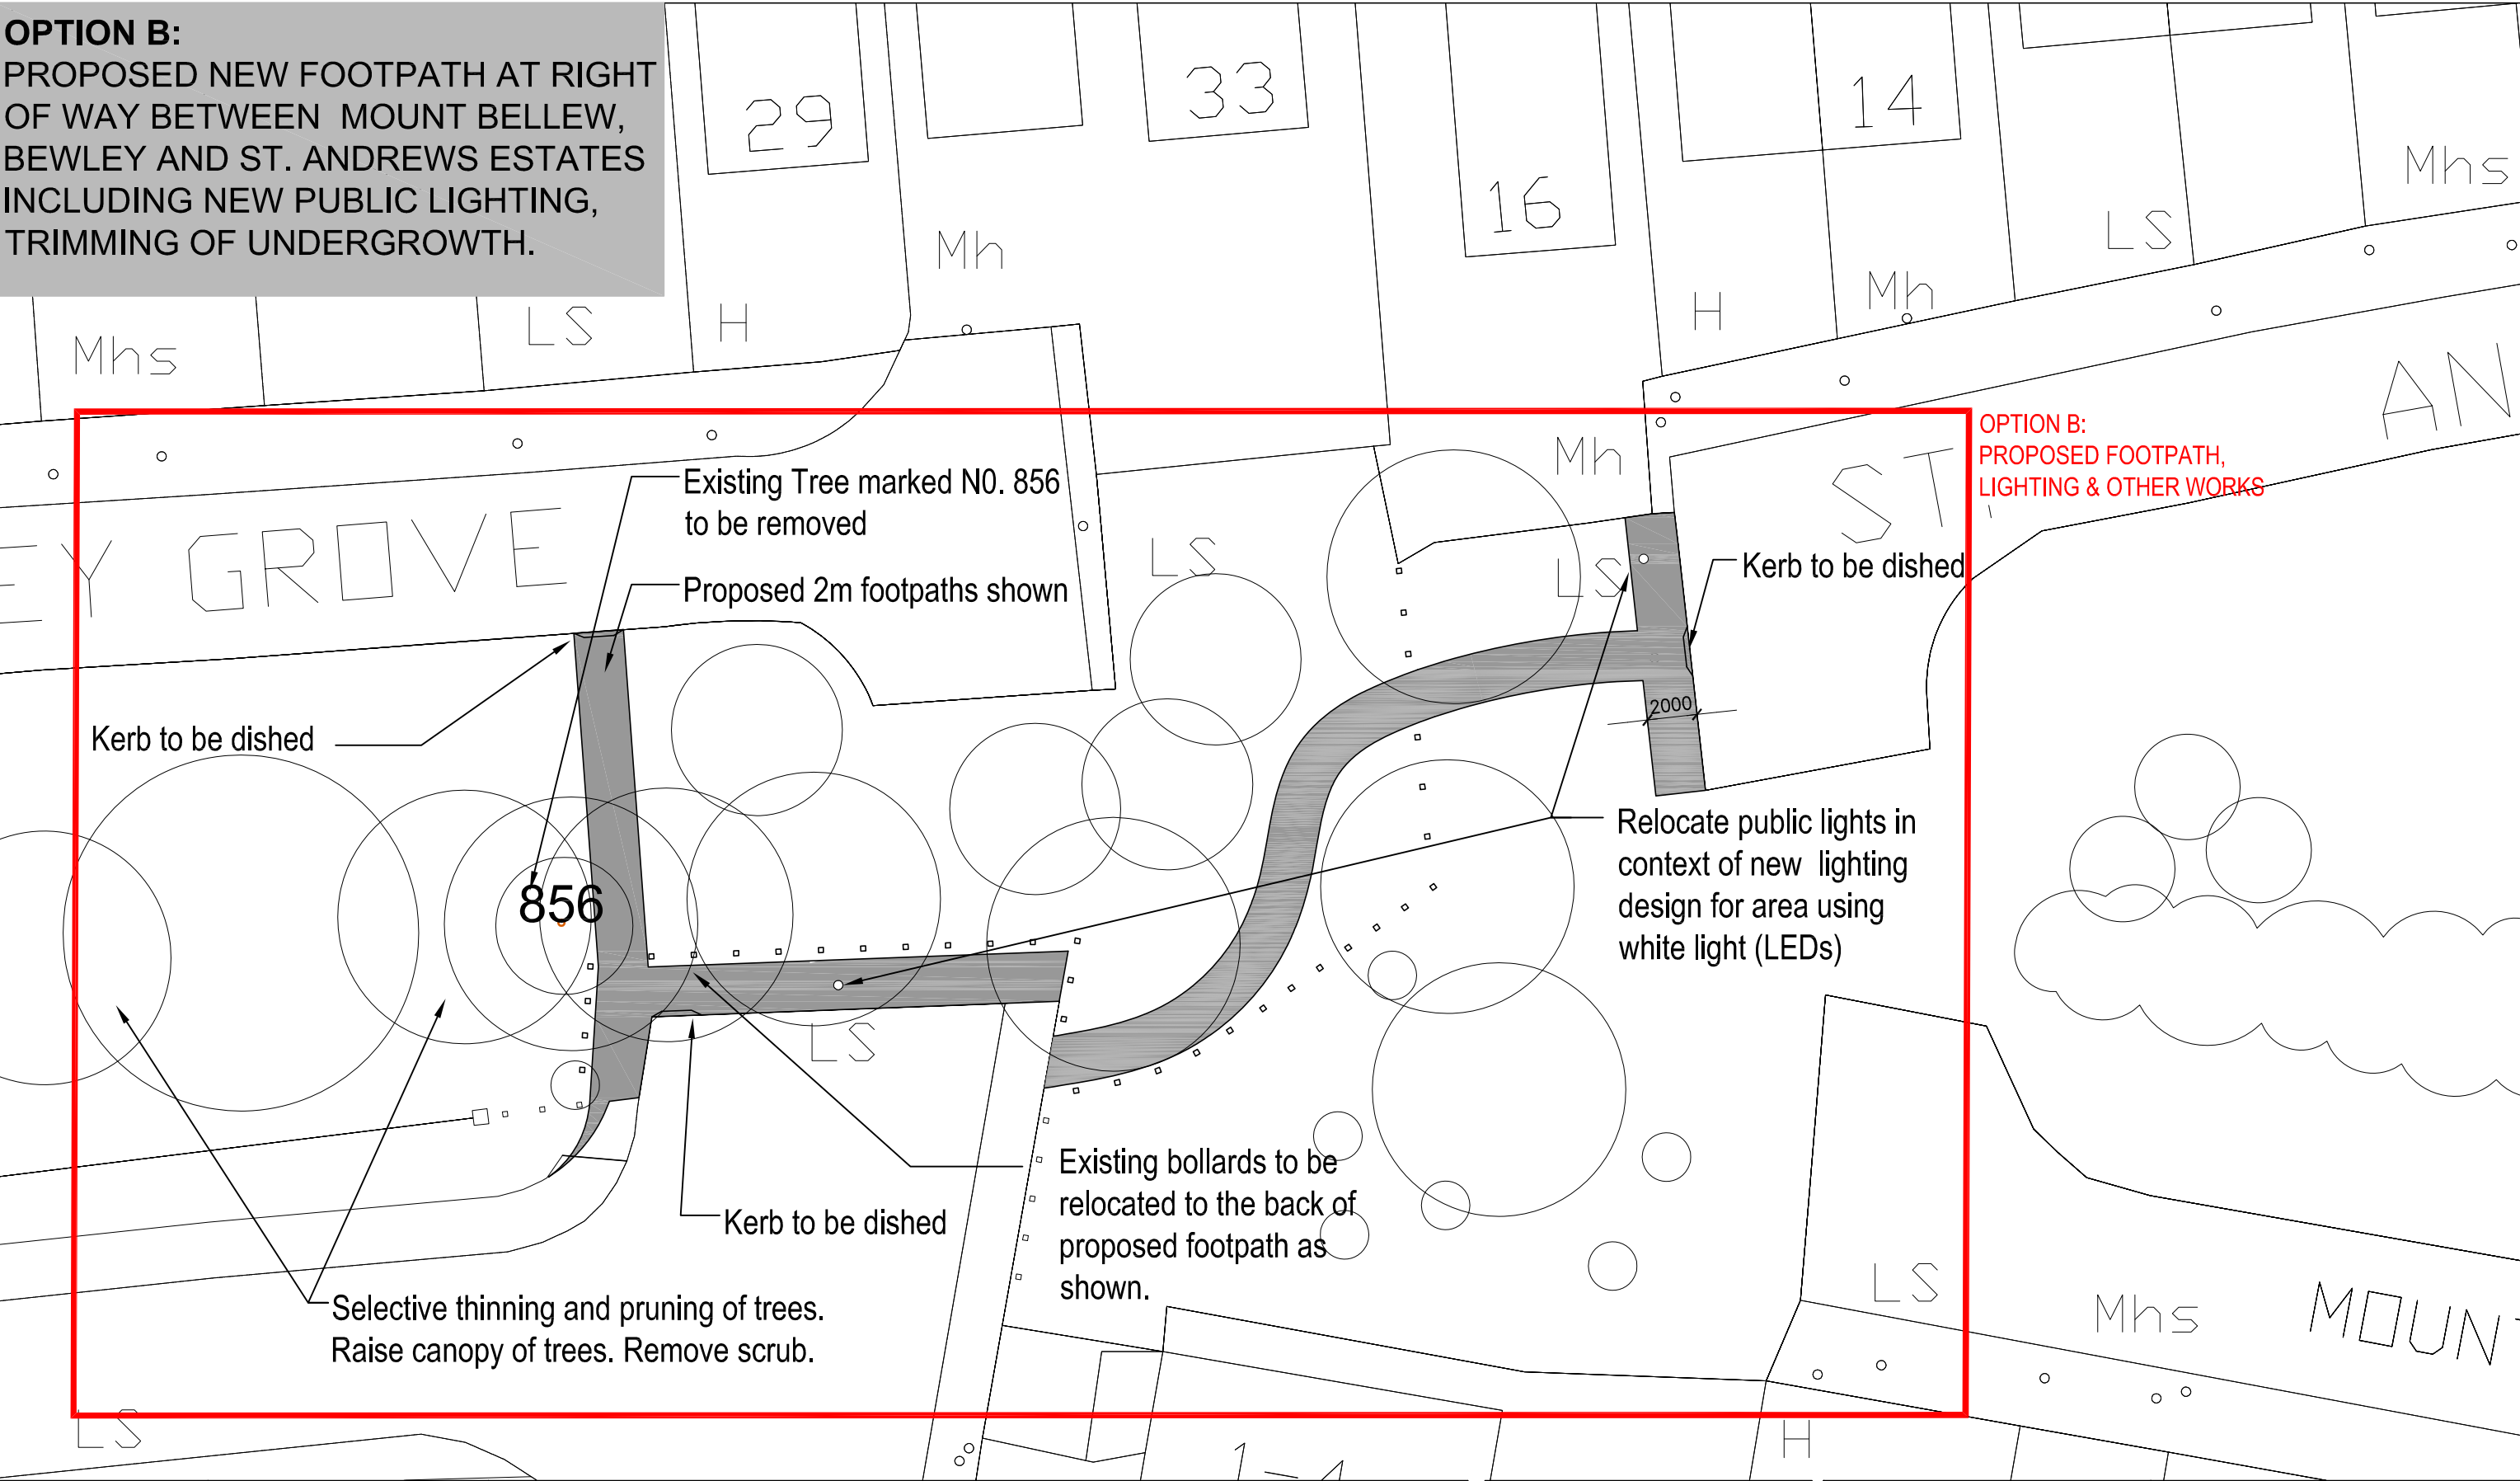 OPTION B:
PROPOSED NEW FOOTPATH AT RIGHT
OF WAY BETWEEN MOUNT BELLEW,
BEWLEY AND ST. ANDREWS ESTATES
INCLUDING NEW PUBLIC LIGHTING,
TRIMMING OF UNDERGROWTH.
29
33
16
14
Mhs
LS
Mh
H
Mh
LS
H
Mhs
AN
OPTION B:
PROPOSED FOOTPATH,
LIGHTING & OTHER WORKS
Mh
ST
Existing Tree marked N0. 856
to be removed
EY GROVE
LS
LS
Kerb to be dished
Proposed 2m footpaths shown
2000
Kerb to be dished
Relocate public lights in
context of new lighting
design for area using
white light (LEDs)
856
LS
Existing bollards to be
relocated to the back of
proposed footpath as
shown.
Kerb to be dished
Selective thinning and pruning of trees.
Raise canopy of trees. Remove scrub.
LS
Mhs
MOUN
LS
H